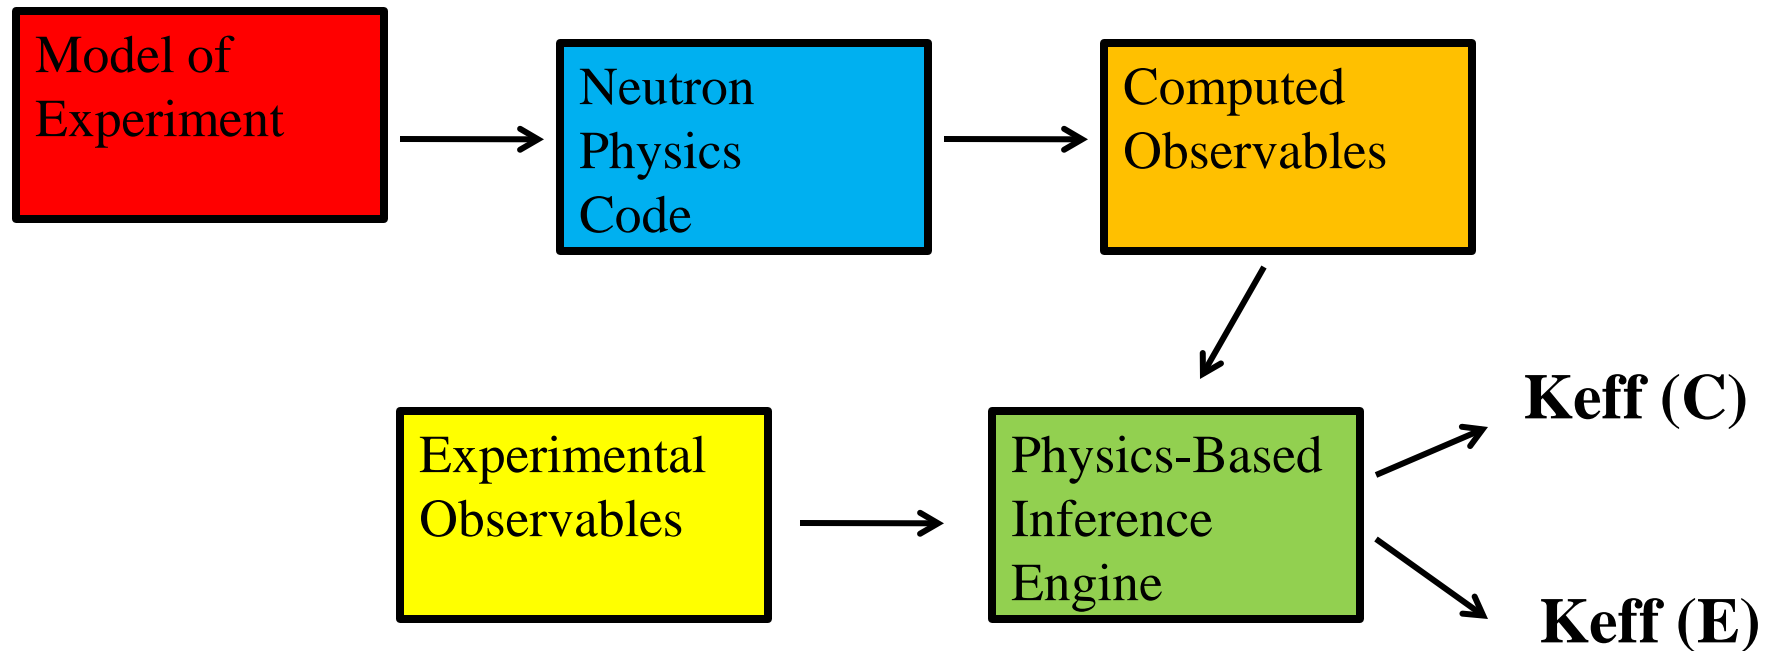 Model of
Experiment
Neutron
Physics
Code
Computed
Observables
Experimental
Observables
Physics-Based
Inference
Engine
Keff (C)
Keff (E)